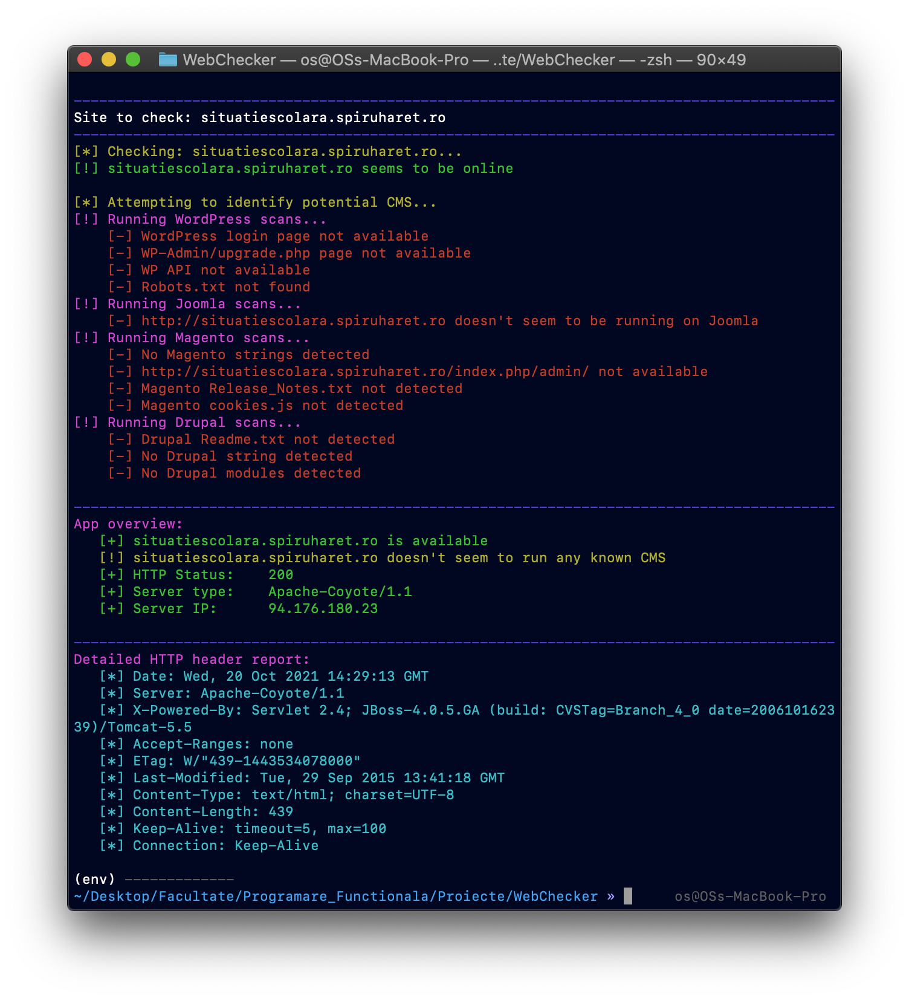 WebChecker — os@OSs-MacBook-Pro — ..te/WebChecker — -zsh — 90×49
Site to check: situatiescolara.spiruharet.ro
[*] Checking: situatiescolara.spiruharet.ro...
[!] situatiescolara.spiruharet.ro seems to be online
[*] Attempting to identify potential CMS...
[!] Running WordPress scans...
[-] WordPress login page not available
[-] WP-Admin/upgrade.php page not available
[-] WP API not available
[-] Robots.txt not found
[!] Running Joomla scans...
[-] http://situatiescolara.spiruharet.ro doesn't seem to be running on Joomla
[!] Running Magento scans...
[-] No Magento strings detected
[-] http://situatiescolara.spiruharet.ro/index.php/admin/ not available
[-] Magento Release_Notes.txt not detected
[-] Magento cookies.js not detected
[!] Running Drupal scans...
[-] Drupal Readme.txt not detected
[-] No Drupal string detected
[-] No Drupal modules detected
App overview:
[+] situatiescolara.spiruharet.ro is available
[!] situatiescolara.spiruharet.ro doesn't seem to run any known CMS
[+] HTTP Status: 200
[+] Server type: Apache-Coyote/1.1
[+] Server IP: 94.176.180.23
Detailed HTTP header report:
[*] Date: Wed, 20 Oct 2021 14:29:13 GMT
[*] Server: Apache-Coyote/1.1
[*] X-Powered-By: Servlet 2.4; JBoss-4.0.5.GA (build: CVSTag=Branch_4_0 date=2006101623
39)/Tomcat-5.5
[*] Accept-Ranges: none
[*] ETag: W/"439-1443534078000"
[*] Last-Modified: Tue, 29 Sep 2015 13:41:18 GMT
[*] Content-Type: text/html; charset=UTF-8
[*] Content-Length: 439
[*] Keep-Alive: timeout=5, max=100
[*] Connection: Keep-Alive
(env) -------------
~/Desktop/Facultate/Programare_Functionala/Proiecte/WebChecker » os@OSs-MacBook-Pro